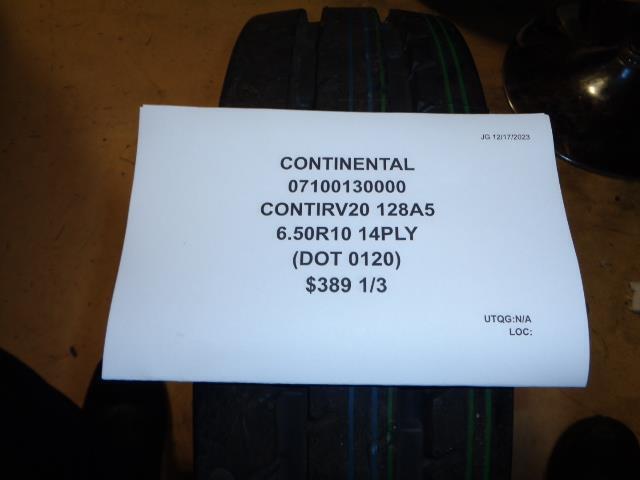 JG 12/17/2023
CONTINENTAL
07100130000
CONTIRV20 128A5
6.50R10 14PLY
(DOT 0120)
$389 1/3
UTQG:N/A
LOC: